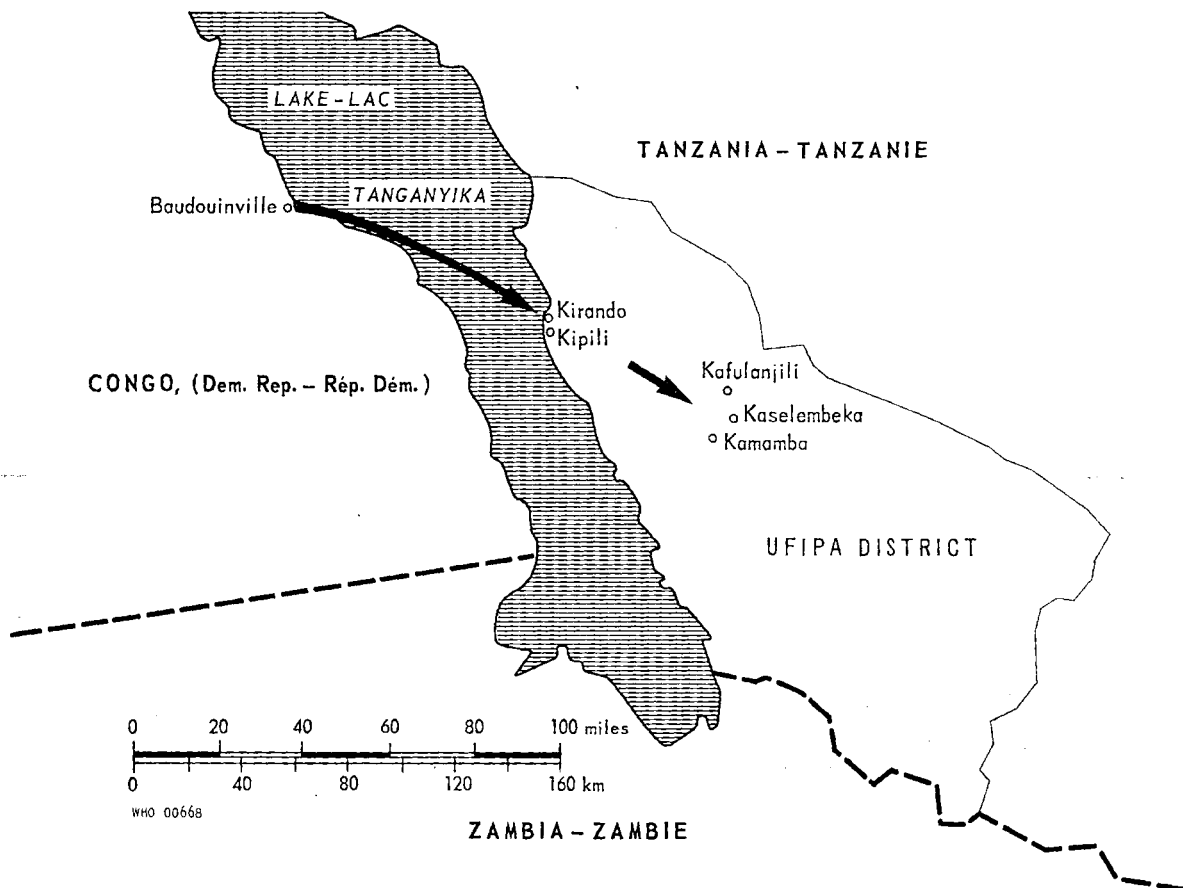 LAKE-LAC
TANZANIA - TANZANIE
TANGANYIKA
Baudouinville
Kirando
Kipili
CONGO, (Dem. Rep. - Rép. Dém.)
Kafulanjili
Kaselembeka
Kamamba
UFIPA DISTRICT
0 20 40 60 80 100 miles
0 40 80 120 160 km
WHO 00668
ZAMBIA - ZAMBIE